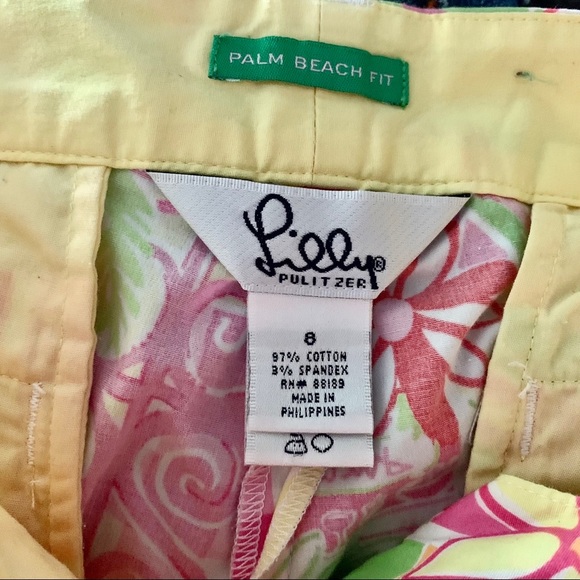 PALM BEACH FIT
Lilly®
PULITZER
8
97% COTTON
3% SPANDEX
RN# 88189
MADE IN
PHILIPPINES